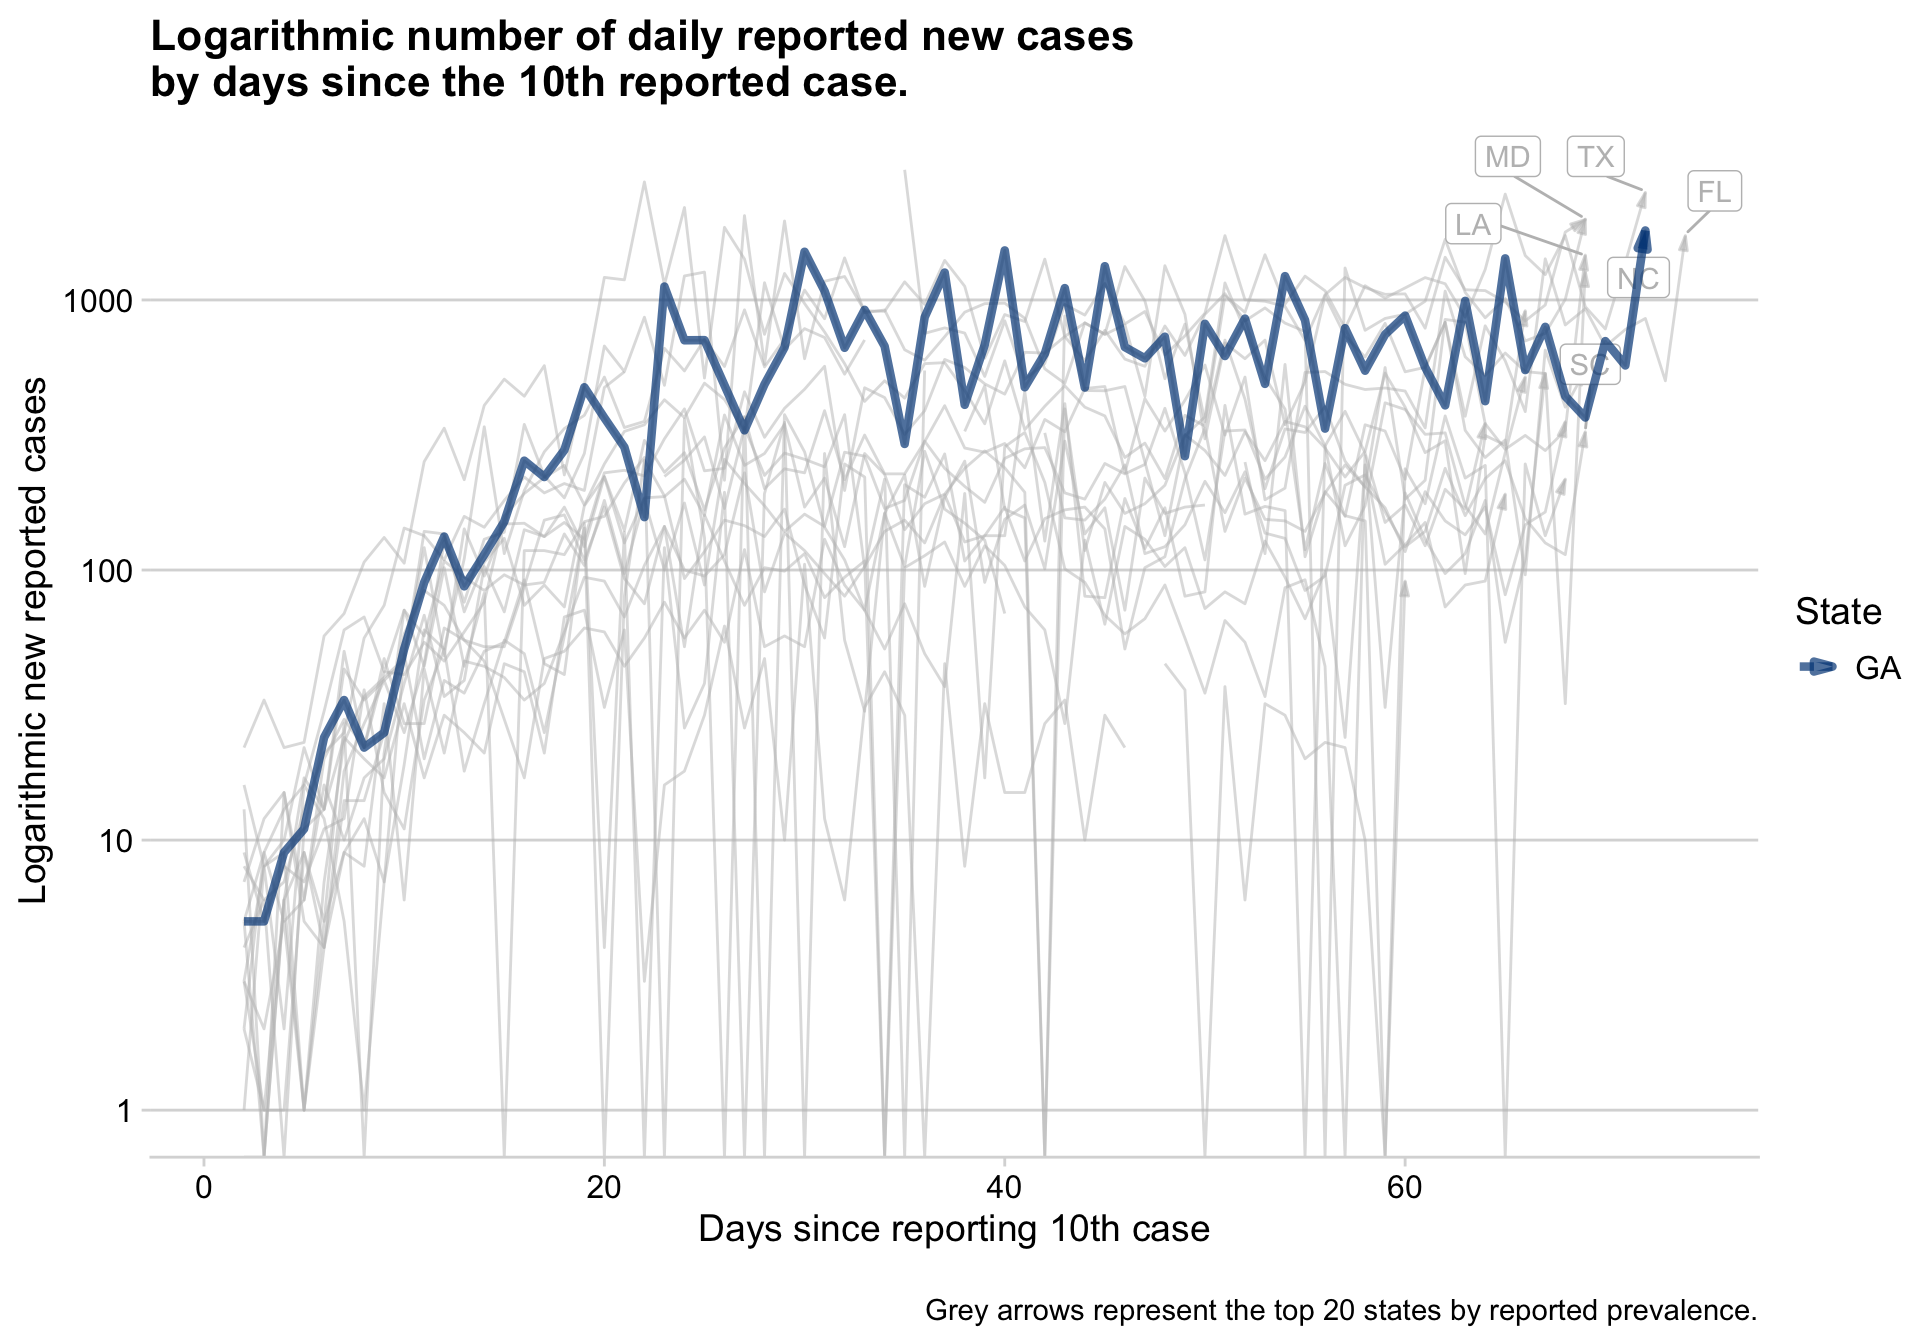 Logarithmic number of daily reported new cases
by days since the 10th reported case.
MD
TX
FL
LA
NC
SC
1000
100
10
1
Logarithmic new reported cases
0
20
40
60
Days since reporting 10th case
State
GA
Grey arrows represent the top 20 states by reported prevalence.